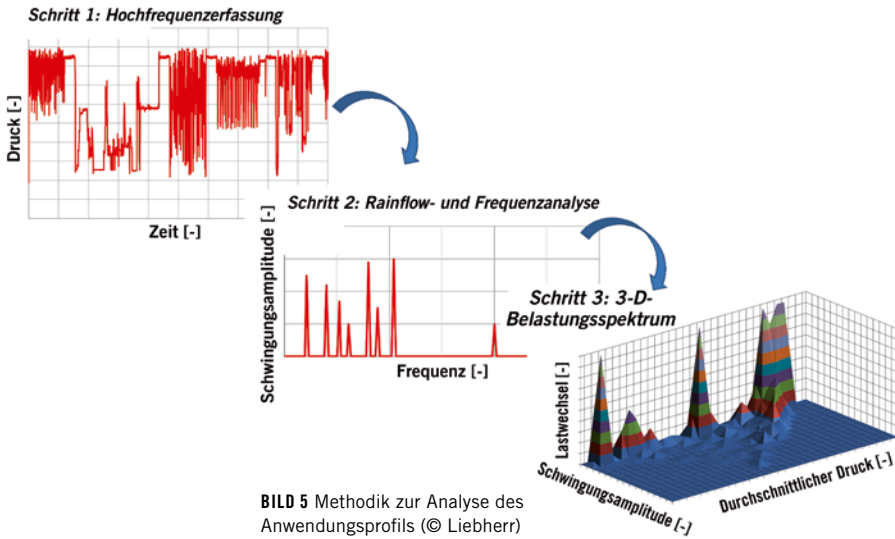 Schritt 1: Hochfrequenzerfassung
Druck [-]
Zeit [-]
Schritt 2: Rainflow- und Frequenzanalyse
Schwingungsamplitude [-]
Frequenz [-]
Schritt 3: 3-D-
Belastungsspektrum
Lastwechsel [-]
Schwingungsamplitude [-]
Durchschnittlicher Druck [-]
BILD 5 Methodik zur Analyse des
Anwendungsprofils (© Liebherr)